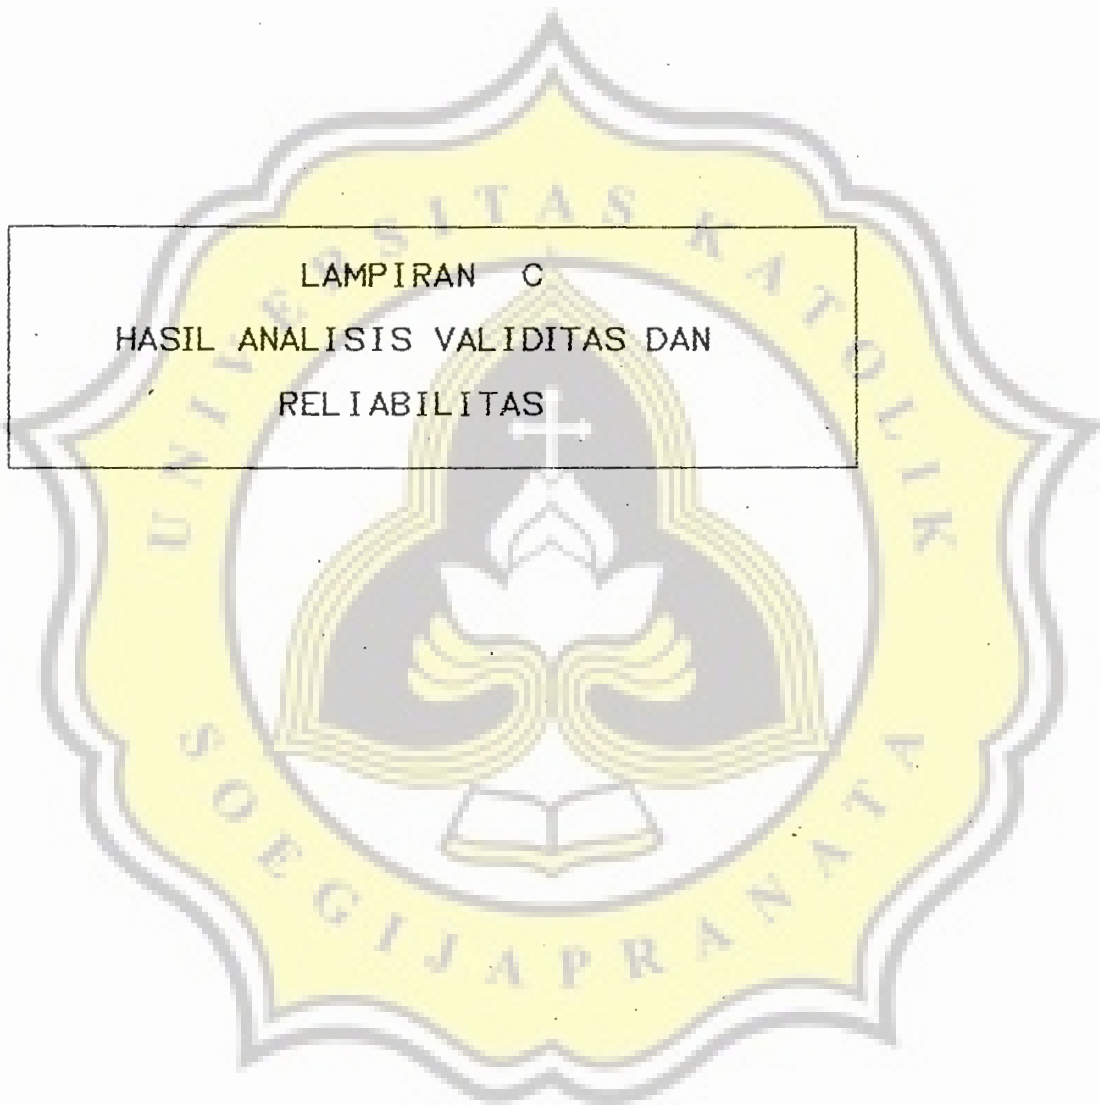 LAMPIRAN C
HASIL ANALISIS VALIDITAS DAN
RELIABILITAS
UNIVERSITAS KATOLIK
SOEGIJAPRANATA